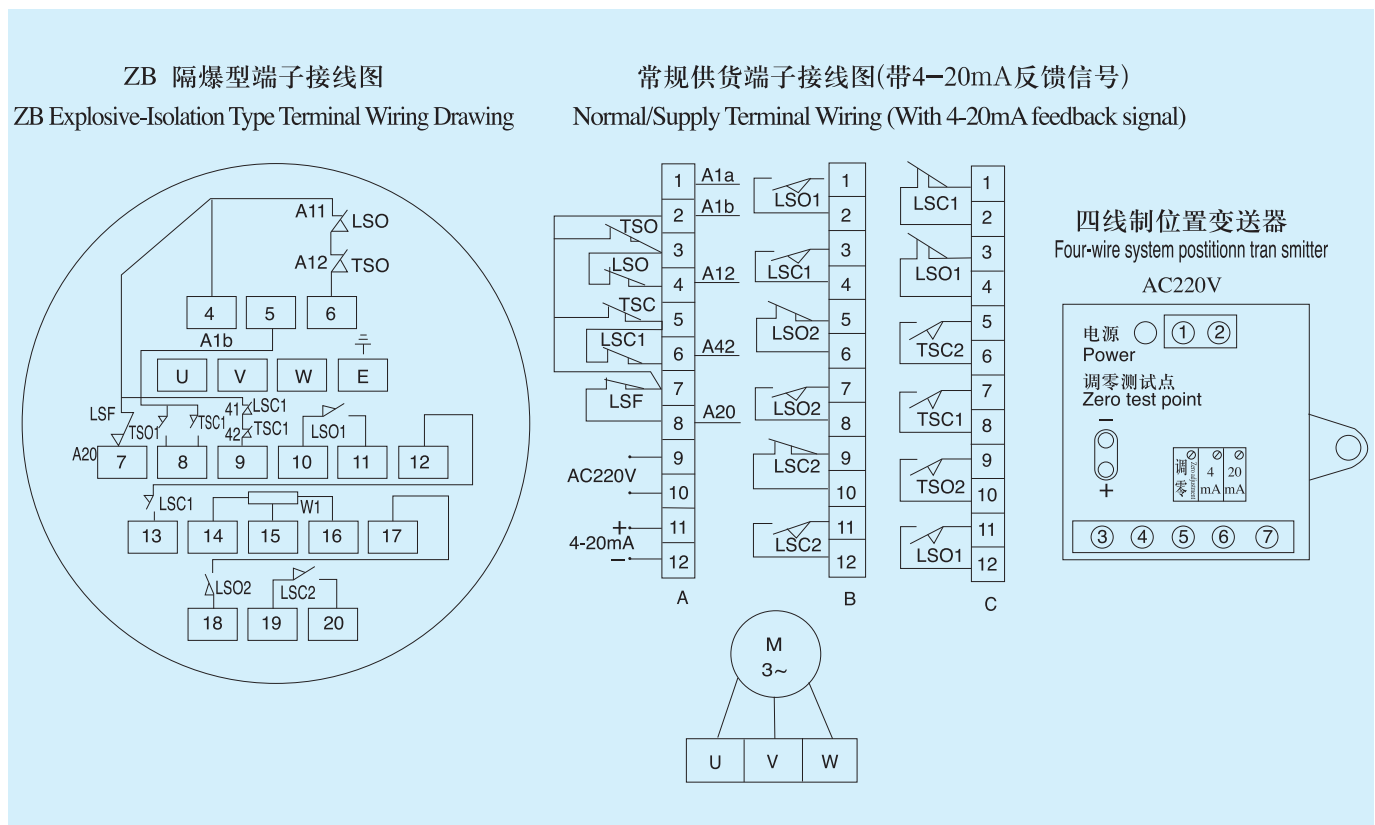 ZB 隔爆型端子接线图
ZB Explosive-Isolation Type Terminal Wiring Drawing
A11
LSO
A12
TSO
4
5
6
A1b
U
V
W
E
LSF
TSO1
TSC1
41
LSC1
42
TSC1
LSO1
A20
7
8
9
10
11
12
LSC1
W1
13
14
15
16
17
LSO2
LSC2
18
19
20
常规供货端子接线图(带4-20mA反馈信号)
Normal/Supply Terminal Wiring (With 4-20mA feedback signal)
1
A1a
2
A1b
TSO
3
LSO
4
A12
TSC
5
LSC1
6
A42
7
LSF
8
A20
9
AC220V
10
+
11
4-20mA
−
12
A
1
LSO1
2
3
LSC1
4
5
LSO2
6
7
LSO2
8
9
LSC2
10
11
LSC2
12
B
1
LSC1
2
3
LSO1
4
5
TSC2
6
7
TSC1
8
9
TSO2
10
11
LSO1
12
C
M
3~
U
V
W
四线制位置变送器
Four-wire system postitionn tran smitter
AC220V
电源
① ②
Power
调零测试点
Zero test point
−
+
调零
Zero adjustment
4
mA
20
mA
③ ④ ⑤ ⑥ ⑦